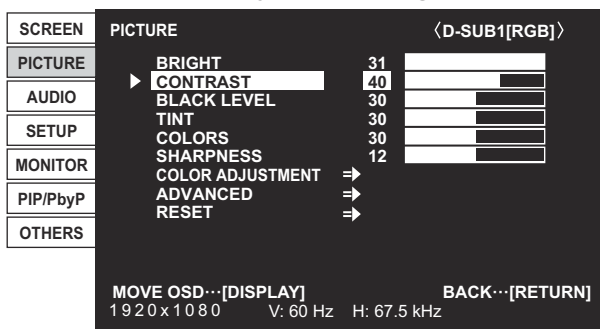 SCREEN
PICTURE
AUDIO
SETUP
MONITOR
PIP/PbyP
OTHERS
PICTURE 〈D-SUB1[RGB]〉
BRIGHT 31
CONTRAST 40
BLACK LEVEL 30
TINT 30
COLORS 30
SHARPNESS 12
COLOR ADJUSTMENT
ADVANCED
RESET
MOVE OSD···[DISPLAY] BACK···[RETURN]
1920x1080 V: 60 Hz H: 67.5 kHz